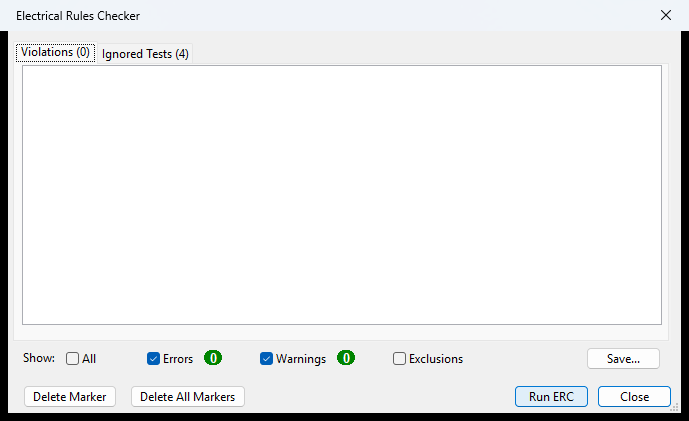 Electrical Rules Checker
Violations (0) Ignored Tests (4)
Show: All Errors 0 Warnings 0 Exclusions Save...
Delete Marker Delete All Markers Run ERC Close